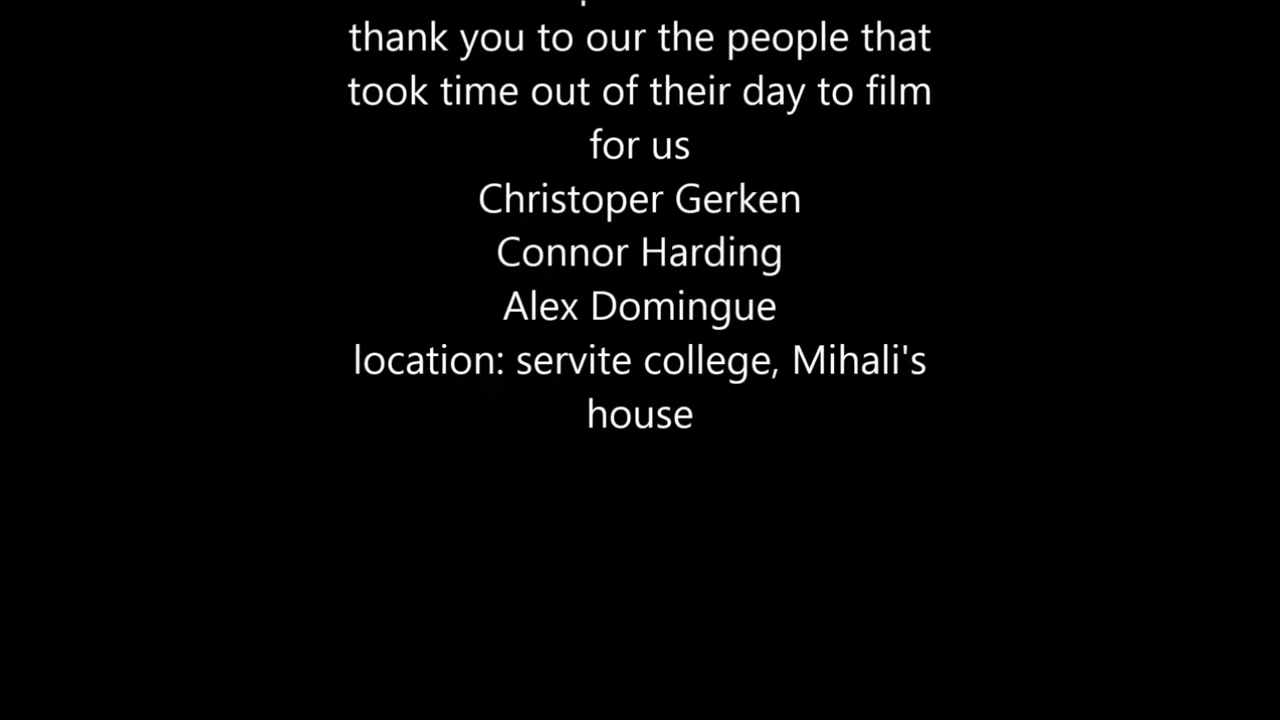 thank you to our the people that
took time out of their day to film
for us
Christoper Gerken
Connor Harding
Alex Domingue
location: servite college, Mihali's
house